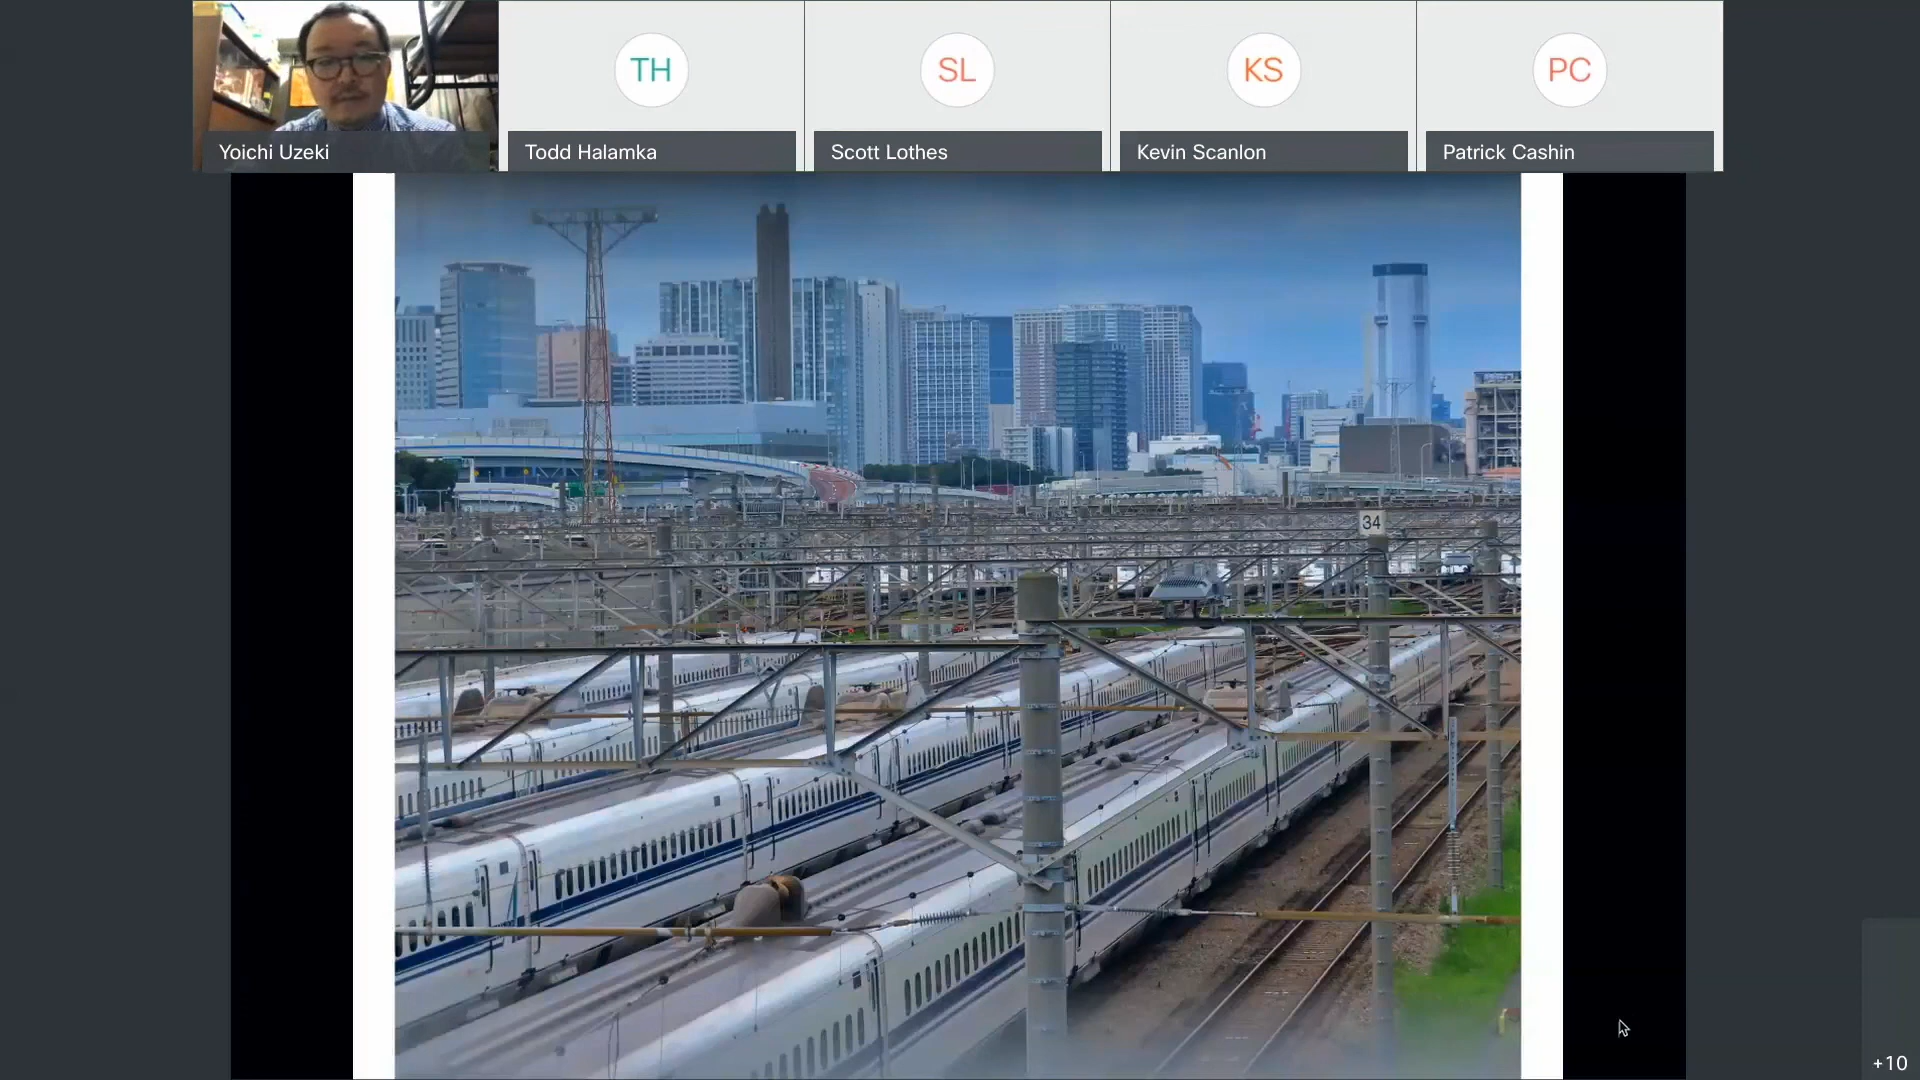 TH
SL
KS
PC
Yoichi Uzeki
Todd Halamka
Scott Lothes
Kevin Scanlon
Patrick Cashin
34
+10